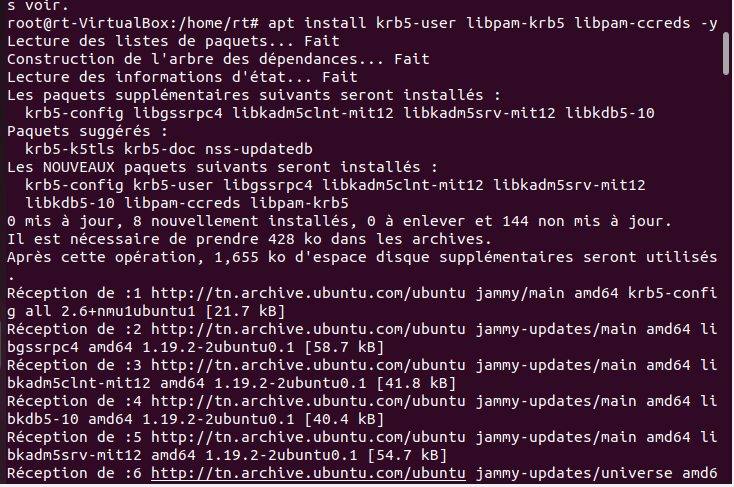 s voir.
root@rt-VirtualBox:/home/rt# apt install krb5-user libpam-krb5 libpam-ccreds -y
Lecture des listes de paquets... Fait
Construction de l'arbre des dépendances... Fait
Lecture des informations d'état... Fait
Les paquets supplémentaires suivants seront installés :
  krb5-config libgssrpc4 libkadm5clnt-mit12 libkadm5srv-mit12 libkdb5-10
Paquets suggérés :
  krb5-k5tls krb5-doc nss-updatedb
Les NOUVEAUX paquets suivants seront installés :
  krb5-config krb5-user libgssrpc4 libkadm5clnt-mit12 libkadm5srv-mit12
  libkdb5-10 libpam-ccreds libpam-krb5
0 mis à jour, 8 nouvellement installés, 0 à enlever et 144 non mis à jour.
Il est nécessaire de prendre 428 ko dans les archives.
Après cette opération, 1,655 ko d'espace disque supplémentaires seront utilisés
.
Réception de :1 http://tn.archive.ubuntu.com/ubuntu jammy/main amd64 krb5-confi
g all 2.6+nmu1ubuntu1 [21.7 kB]
Réception de :2 http://tn.archive.ubuntu.com/ubuntu jammy-updates/main amd64 li
bgssrpc4 amd64 1.19.2-2ubuntu0.1 [58.7 kB]
Réception de :3 http://tn.archive.ubuntu.com/ubuntu jammy-updates/main amd64 li
bkadm5clnt-mit12 amd64 1.19.2-2ubuntu0.1 [41.8 kB]
Réception de :4 http://tn.archive.ubuntu.com/ubuntu jammy-updates/main amd64 li
bkdb5-10 amd64 1.19.2-2ubuntu0.1 [40.4 kB]
Réception de :5 http://tn.archive.ubuntu.com/ubuntu jammy-updates/main amd64 li
bkadm5srv-mit12 amd64 1.19.2-2ubuntu0.1 [54.7 kB]
Réception de :6 http://tn.archive.ubuntu.com/ubuntu jammy-updates/universe amd6